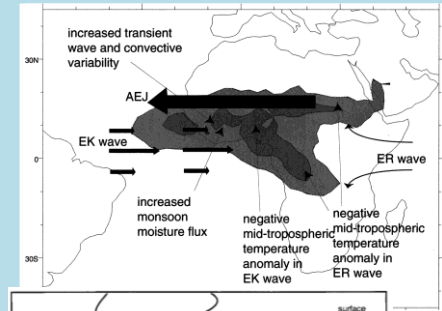 increased transient
wave and convective
variability
30N
AEJ
EK wave
0
ER wave
increased
monsoon
moisture flux
negative
mid-tropospheric
temperature
anomaly in
EK wave
negative
mid-tropospheric
temperature
anomaly in
ER wave
30S
surface